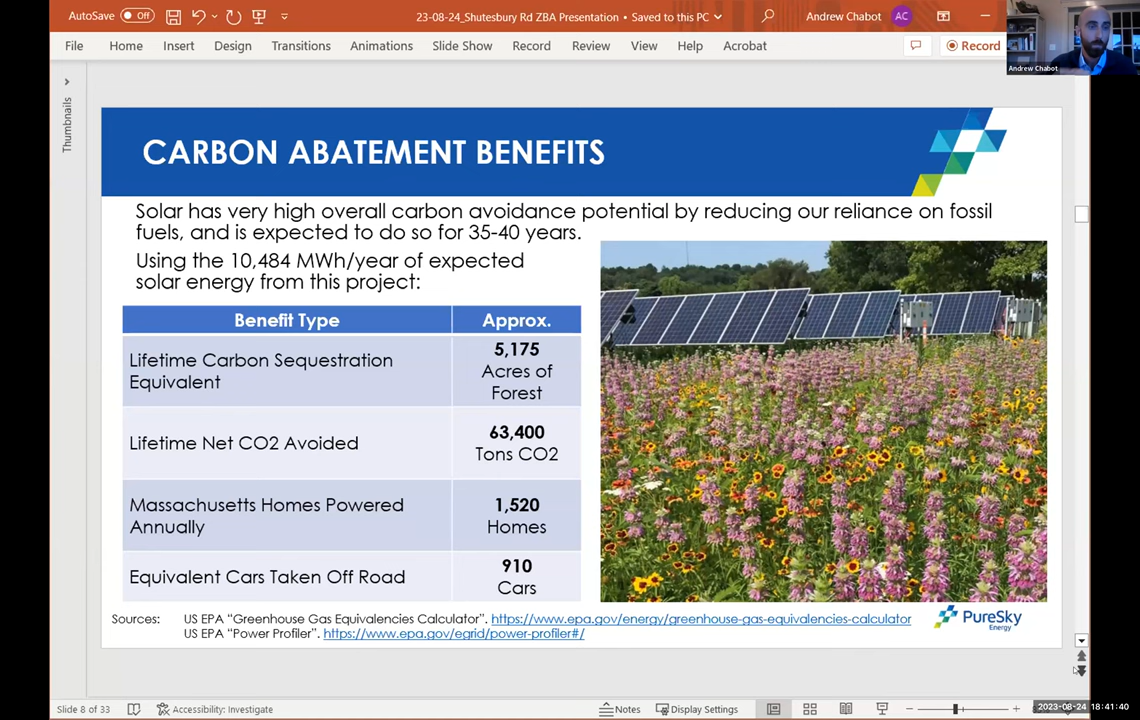 AutoSave Off 23-08-24_Shutesbury Rd ZBA Presentation • Saved to this PC Andrew Chabot AC
File Home Insert Design Transitions Animations Slide Show Record Review View Help Acrobat Record
Andrew Chabot
Thumbnails
CARBON ABATEMENT BENEFITS
Solar has very high overall carbon avoidance potential by reducing our reliance on fossil
fuels, and is expected to do so for 35-40 years.
Using the 10,484 MWh/year of expected
solar energy from this project:
Benefit Type Approx.
Lifetime Carbon Sequestration
Equivalent
5,175
Acres of
Forest
Lifetime Net CO2 Avoided
63,400
Tons CO2
Massachusetts Homes Powered
Annually
1,520
Homes
Equivalent Cars Taken Off Road
910
Cars
Sources: US EPA “Greenhouse Gas Equivalencies Calculator”. https://www.epa.gov/energy/greenhouse-gas-equivalencies-calculator
US EPA “Power Profiler”. https://www.epa.gov/egrid/power-profiler#/
PureSky
Energy
Slide 8 of 33 Accessibility: Investigate Notes Display Settings
2023-08-24 18:41:40